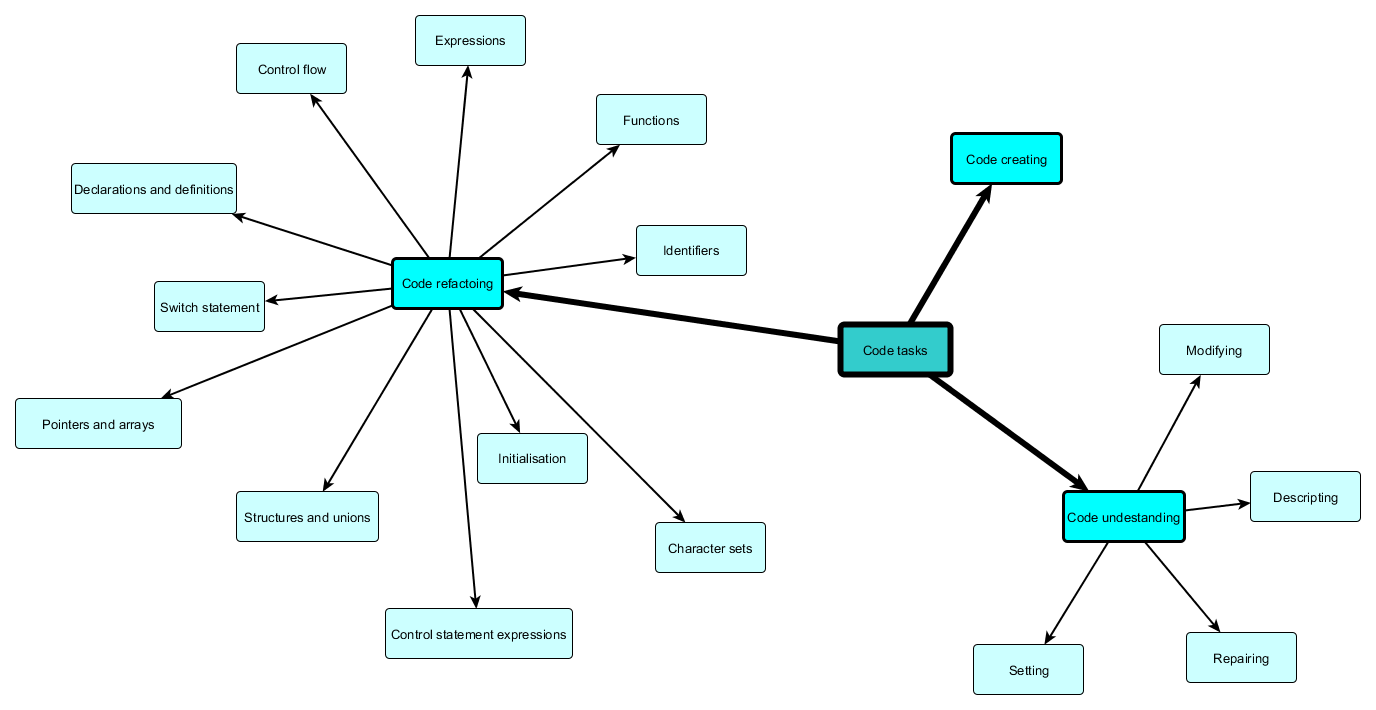 Expressions
Control flow
Functions
Code creating
Declarations and definitions
Identifiers
Code refactoing
Switch statement
Code tasks
Modifying
Pointers and arrays
Initialisation
Descripting
Structures and unions
Code undestanding
Character sets
Control statement expressions
Repairing
Setting